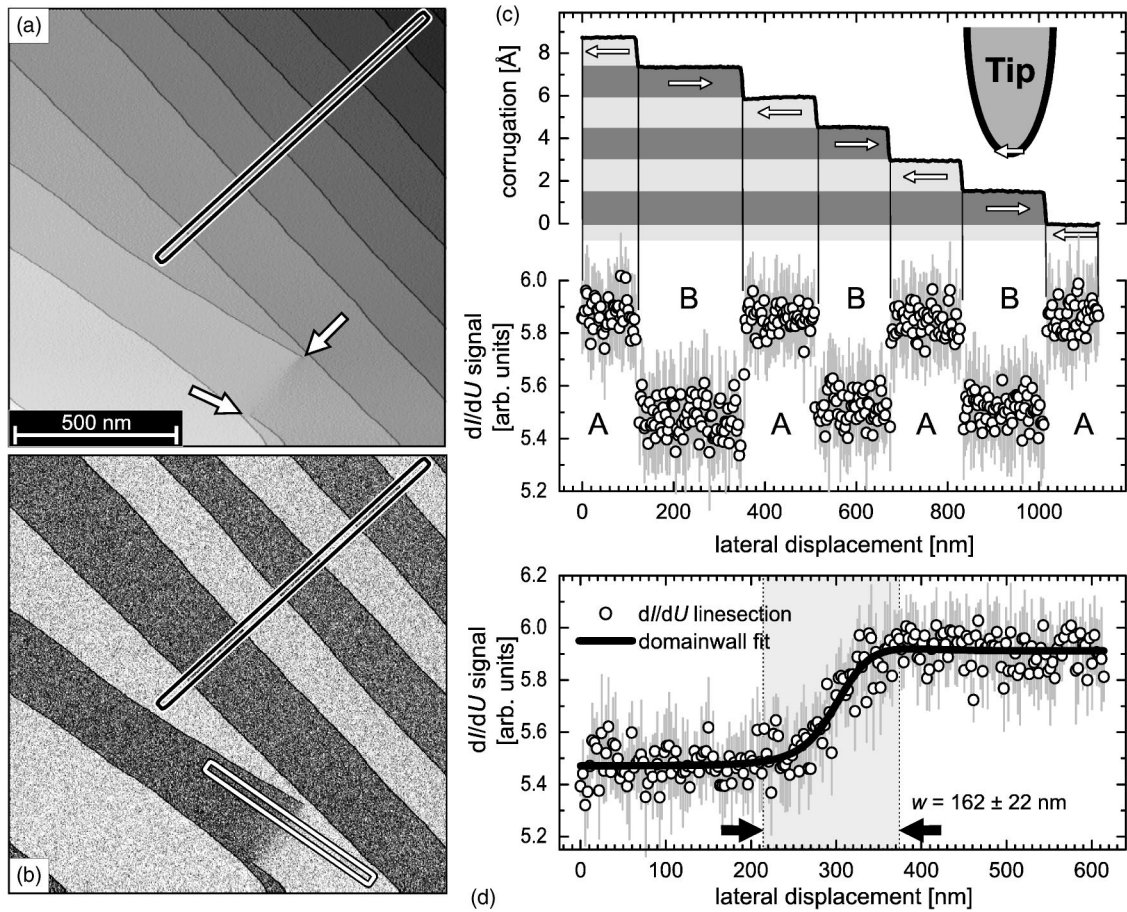 (a)
500 nm
(b)
(c)
corrugation [Å]
8
6
4
2
0
Tip
dI/dU signal
[arb. units]
6.0
5.8
5.6
5.4
5.2
A
B
A
B
A
B
A
0
200
400
600
800
1000
lateral displacement [nm]
(d)
dI/dU signal
[arb. units]
6.2
6.0
5.8
5.6
5.4
5.2
dI/dU linesection
domainwall fit
w = 162 ± 22 nm
0
100
200
300
400
500
600
lateral displacement [nm]